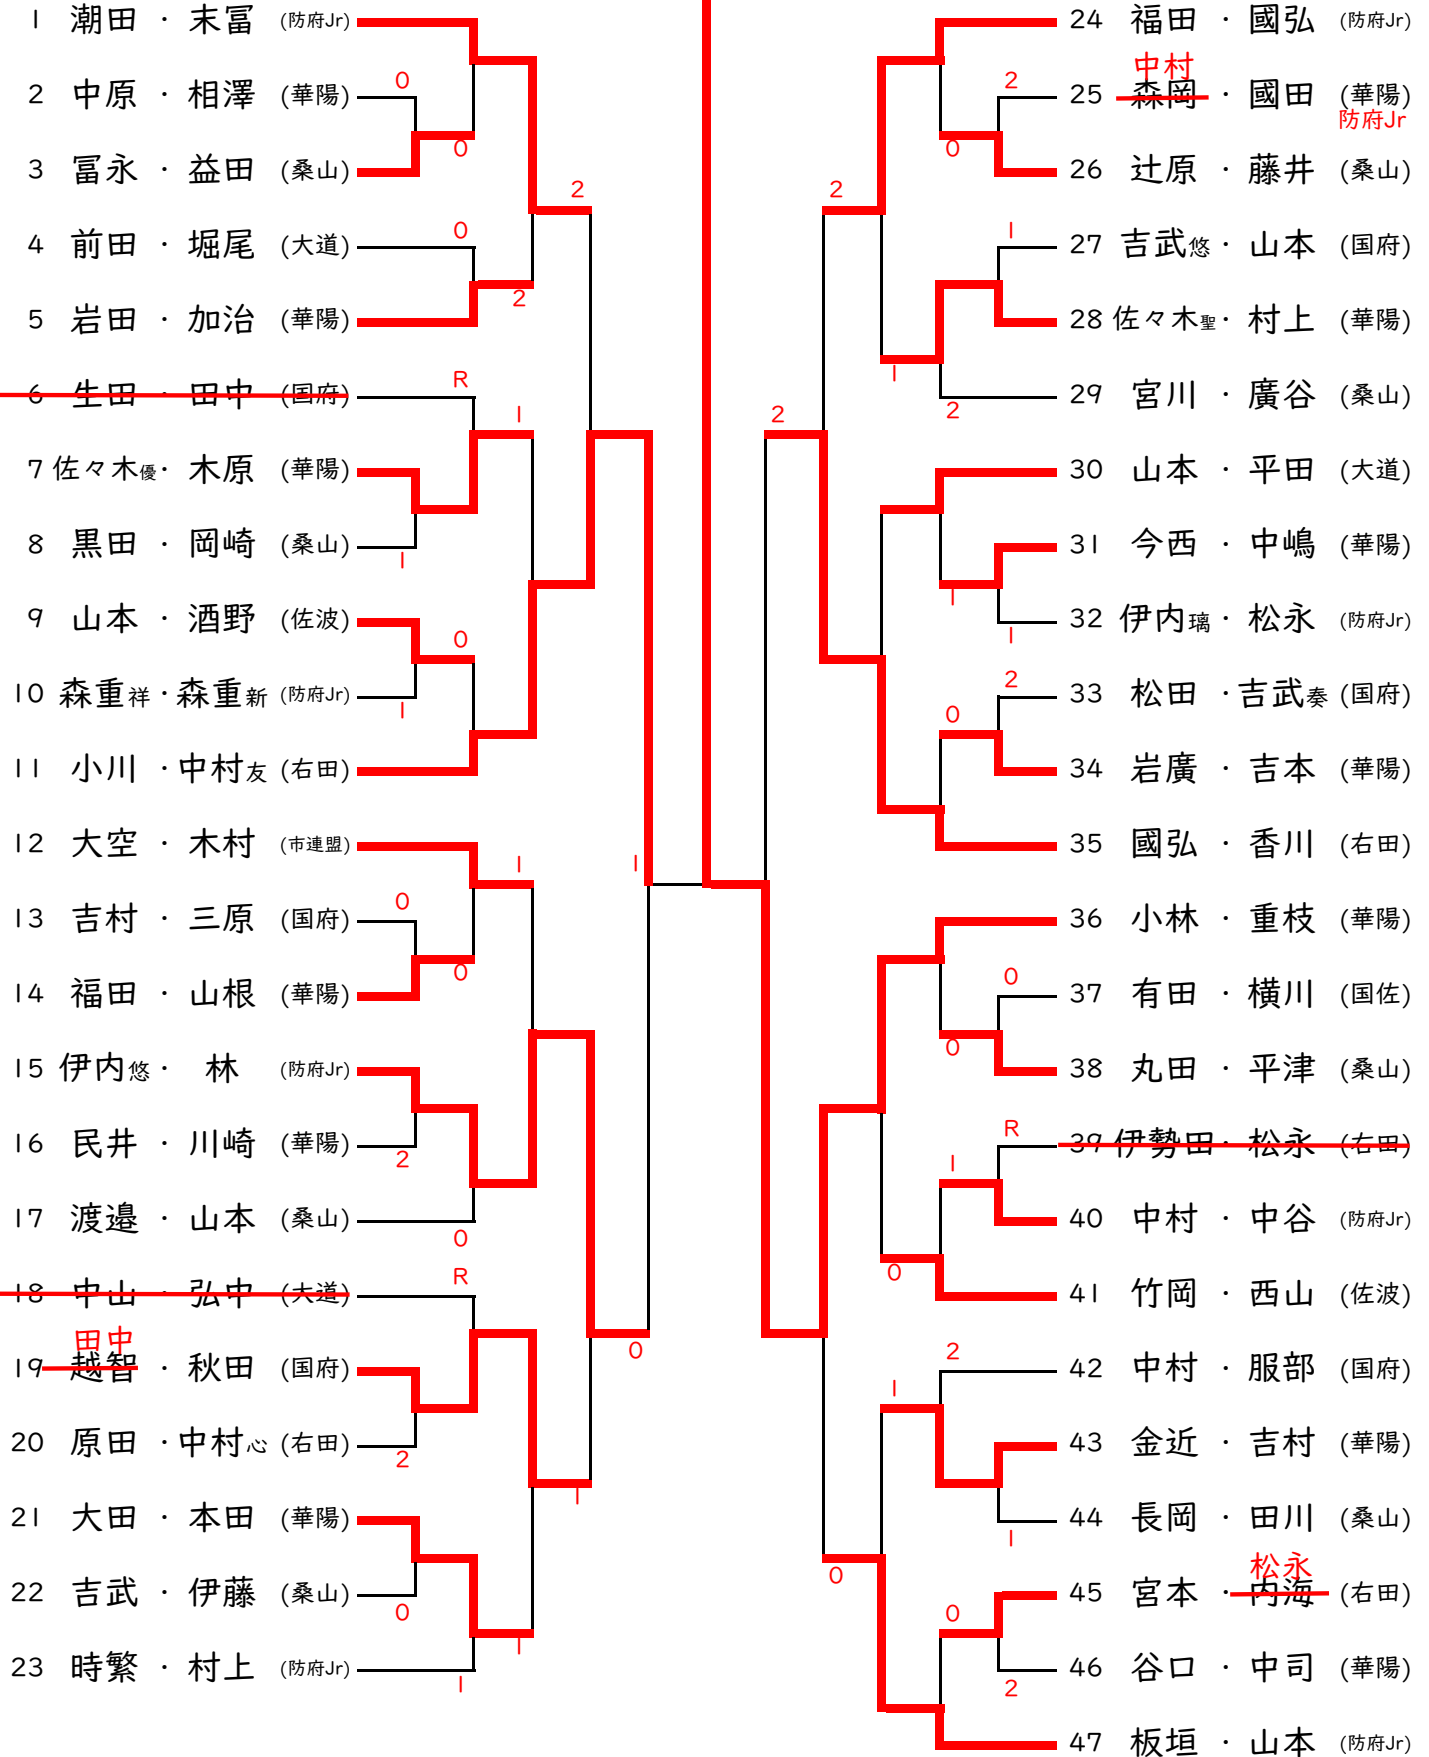 1 潮田 ・ 末冨 (防府Jr)
2 中原 ・ 相澤 (華陽)
0
3 冨永 ・ 益田 (桑山)
0
2
4 前田 ・ 堀尾 (大道)
0
5 岩田 ・ 加治 (華陽)
2
6 生田 ・ 田中 (国府)
R
1
7 佐々木優・ 木原 (華陽)
8 黒田 ・ 岡崎 (桑山)
1
9 山本 ・ 酒野 (佐波)
0
10 森重祥 ・森重新 (防府Jr)
1
11 小川 ・中村友 (右田)
12 大空 ・ 木村 (市連盟)
1
1
13 吉村 ・ 三原 (国府)
0
14 福田 ・ 山根 (華陽)
0
15 伊内悠・ 林 (防府Jr)
16 民井 ・ 川崎 (華陽)
2
17 渡邉 ・ 山本 (桑山)
0
18 中山 ・ 弘中 (大道)
R
田中
19 越智 ・ 秋田 (国府)
0
20 原田 ・中村心 (右田)
2
21 大田 ・ 本田 (華陽)
1
22 吉武 ・ 伊藤 (桑山)
0
23 時繁 ・ 村上 (防府Jr)
1
1
24 福田 ・ 國弘 (防府Jr)
中村
25 森岡 ・ 國田 (華陽)
2
防府Jr
26 辻原 ・ 藤井 (桑山)
0
2
27 吉武悠・ 山本 (国府)
1
28 佐々木聖・ 村上 (華陽)
29 宮川 ・ 廣谷 (桑山)
1
2
2
30 山本 ・ 平田 (大道)
31 今西 ・ 中嶋 (華陽)
1
32 伊内璃 ・ 松永 (防府Jr)
1
33 松田 ・吉武奏 (国府)
2
0
34 岩廣 ・ 吉本 (華陽)
35 國弘 ・ 香川 (右田)
36 小林 ・ 重枝 (華陽)
37 有田 ・ 横川 (国佐)
0
38 丸田 ・ 平津 (桑山)
0
39 伊勢田・ 松永 (右田)
R
1
40 中村 ・ 中谷 (防府Jr)
41 竹岡 ・ 西山 (佐波)
0
42 中村 ・ 服部 (国府)
2
1
43 金近 ・ 吉村 (華陽)
44 長岡 ・ 田川 (桑山)
1
松永
45 宮本 ・ 内海 (右田)
0
0
46 谷口 ・ 中司 (華陽)
2
47 板垣 ・ 山本 (防府Jr)